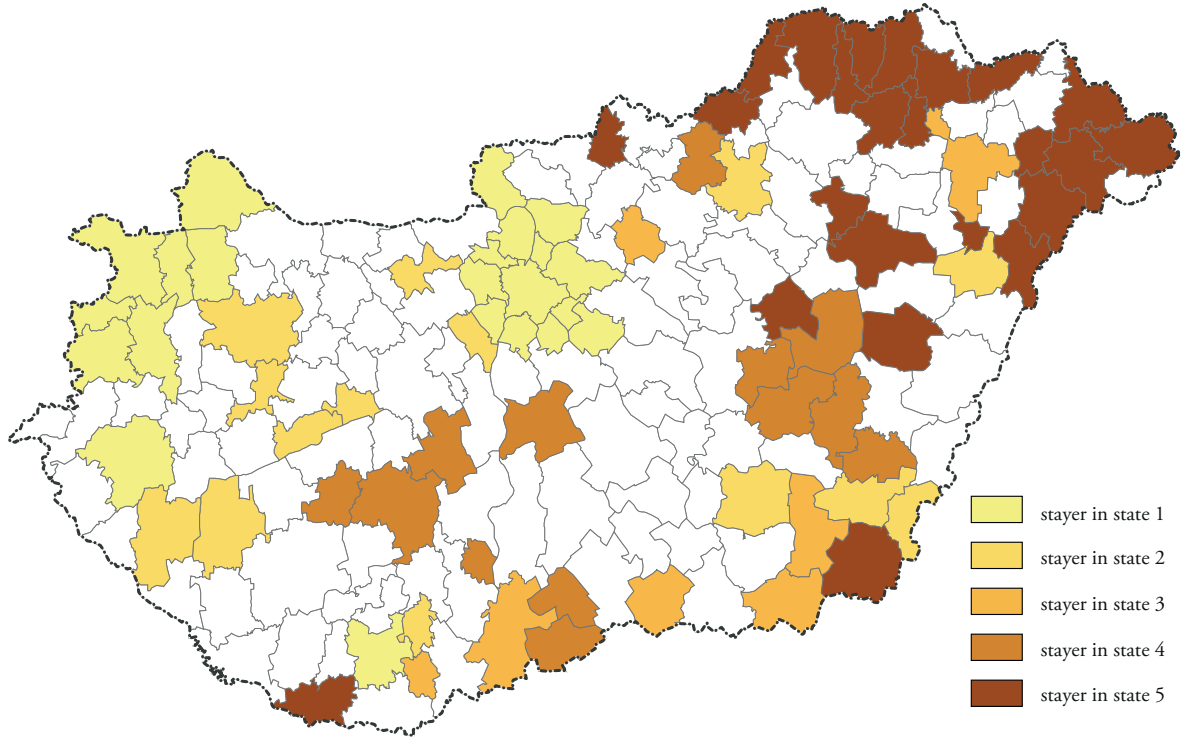 stayer in state 1
stayer in state 2
stayer in state 3
stayer in state 4
stayer in state 5